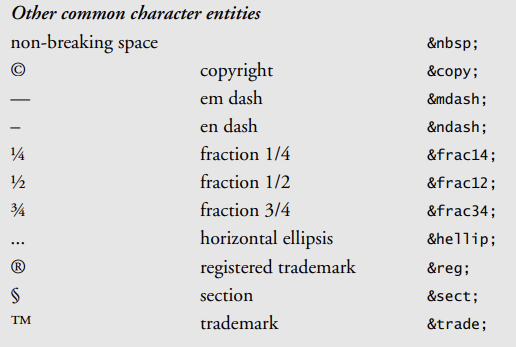 Other common character entities
non-breaking space &nbsp;
© copyright &copy;
— em dash &mdash;
– en dash &ndash;
¼ fraction 1/4 &frac14;
½ fraction 1/2 &frac12;
¾ fraction 3/4 &frac34;
... horizontal ellipsis &hellip;
® registered trademark &reg;
§ section &sect;
™ trademark &trade;